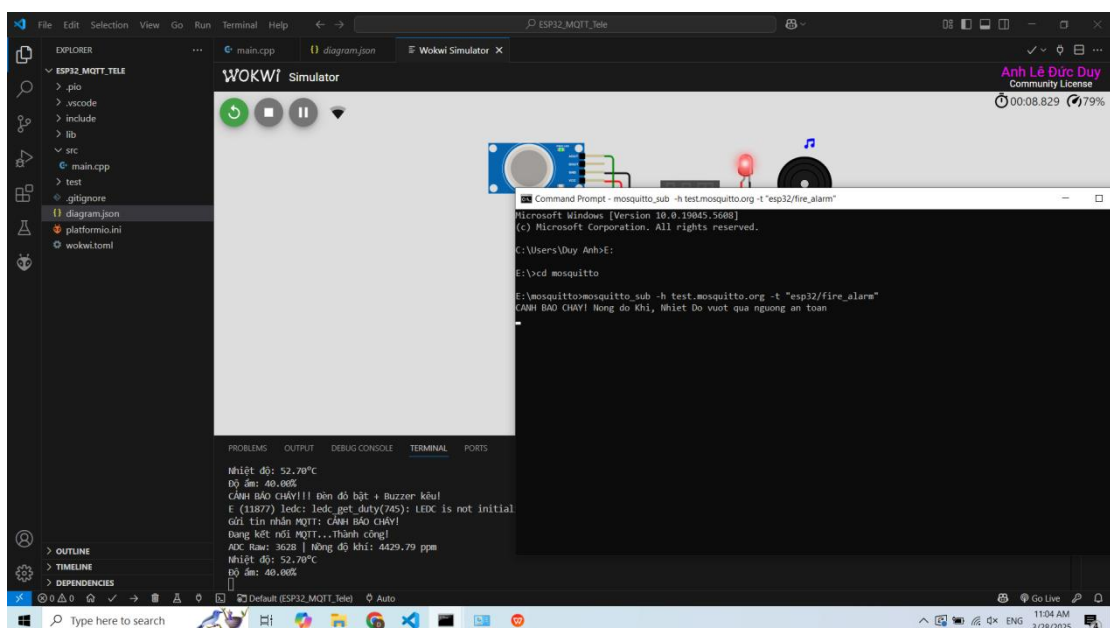 File Edit Selection View Go Run Terminal Help
ESP32_MQTT_Tele
EXPLORER
ESP32_MQTT_TELE
.pio
.vscode
include
lib
src
main.cpp
test
.gitignore
diagram.json
platformio.ini
wokwi.toml
OUTLINE
TIMELINE
DEPENDENCIES
main.cpp diagram.json Wokwi Simulator
WOKWi Simulator
Anh Lê Đức Duy
Community License
00:08.829 79%
Command Prompt - mosquitto_sub -h test.mosquitto.org -t "esp32/fire_alarm"
Microsoft Windows [Version 10.0.19045.5608]
(c) Microsoft Corporation. All rights reserved.
C:\Users\Duy Anh>E:
E:\>cd mosquitto
E:\mosquitto>mosquitto_sub -h test.mosquitto.org -t "esp32/fire_alarm"
CANH BAO CHAY! Nong do Khi, Nhiet Do vuot qua nguong an toan
PROBLEMS OUTPUT DEBUG CONSOLE TERMINAL PORTS
Nhiệt độ: 52.70°C
Độ ẩm: 40.00%
CẢNH BÁO CHÁY!!! Đèn đỏ bật + Buzzer kêu!
E (11877) ledc: ledc_get_duty(745): LEDC is not initial
Gửi tin nhắn MQTT: CẢNH BÁO CHÁY!
Đang kết nối MQTT...Thành công!
ADC Raw: 3628 | Nồng độ khí: 4429.79 ppm
Nhiệt độ: 52.70°C
Độ ẩm: 40.00%
0 0 0 Default (ESP32_MQTT_Tele) Auto
Go Live
Type here to search
ENG
11:04 AM
3/28/2025